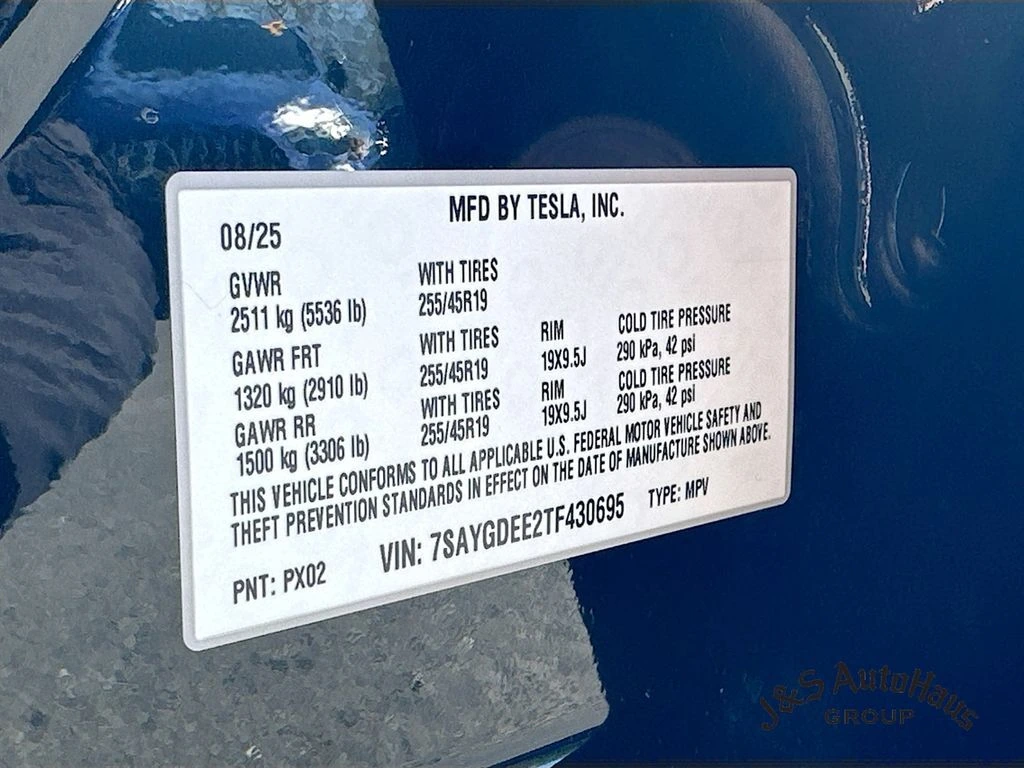 MFD BY TESLA, INC.
08/25
GVWR
2511 kg (5536 lb)
WITH TIRES
255/45R19
GAWR FRT
1320 kg (2910 lb)
WITH TIRES
255/45R19
RIM
19X9.5J
COLD TIRE PRESSURE
290 kPa, 42 psi
GAWR RR
1500 kg (3306 lb)
WITH TIRES
255/45R19
RIM
19X9.5J
COLD TIRE PRESSURE
290 kPa, 42 psi
THIS VEHICLE CONFORMS TO ALL APPLICABLE U.S. FEDERAL MOTOR VEHICLE SAFETY AND
THEFT PREVENTION STANDARDS IN EFFECT ON THE DATE OF MANUFACTURE SHOWN ABOVE.
PNT: PX02
VIN: 7SAYGDEE2TF430695
TYPE: MPV
J&S AutoHaus
GROUP